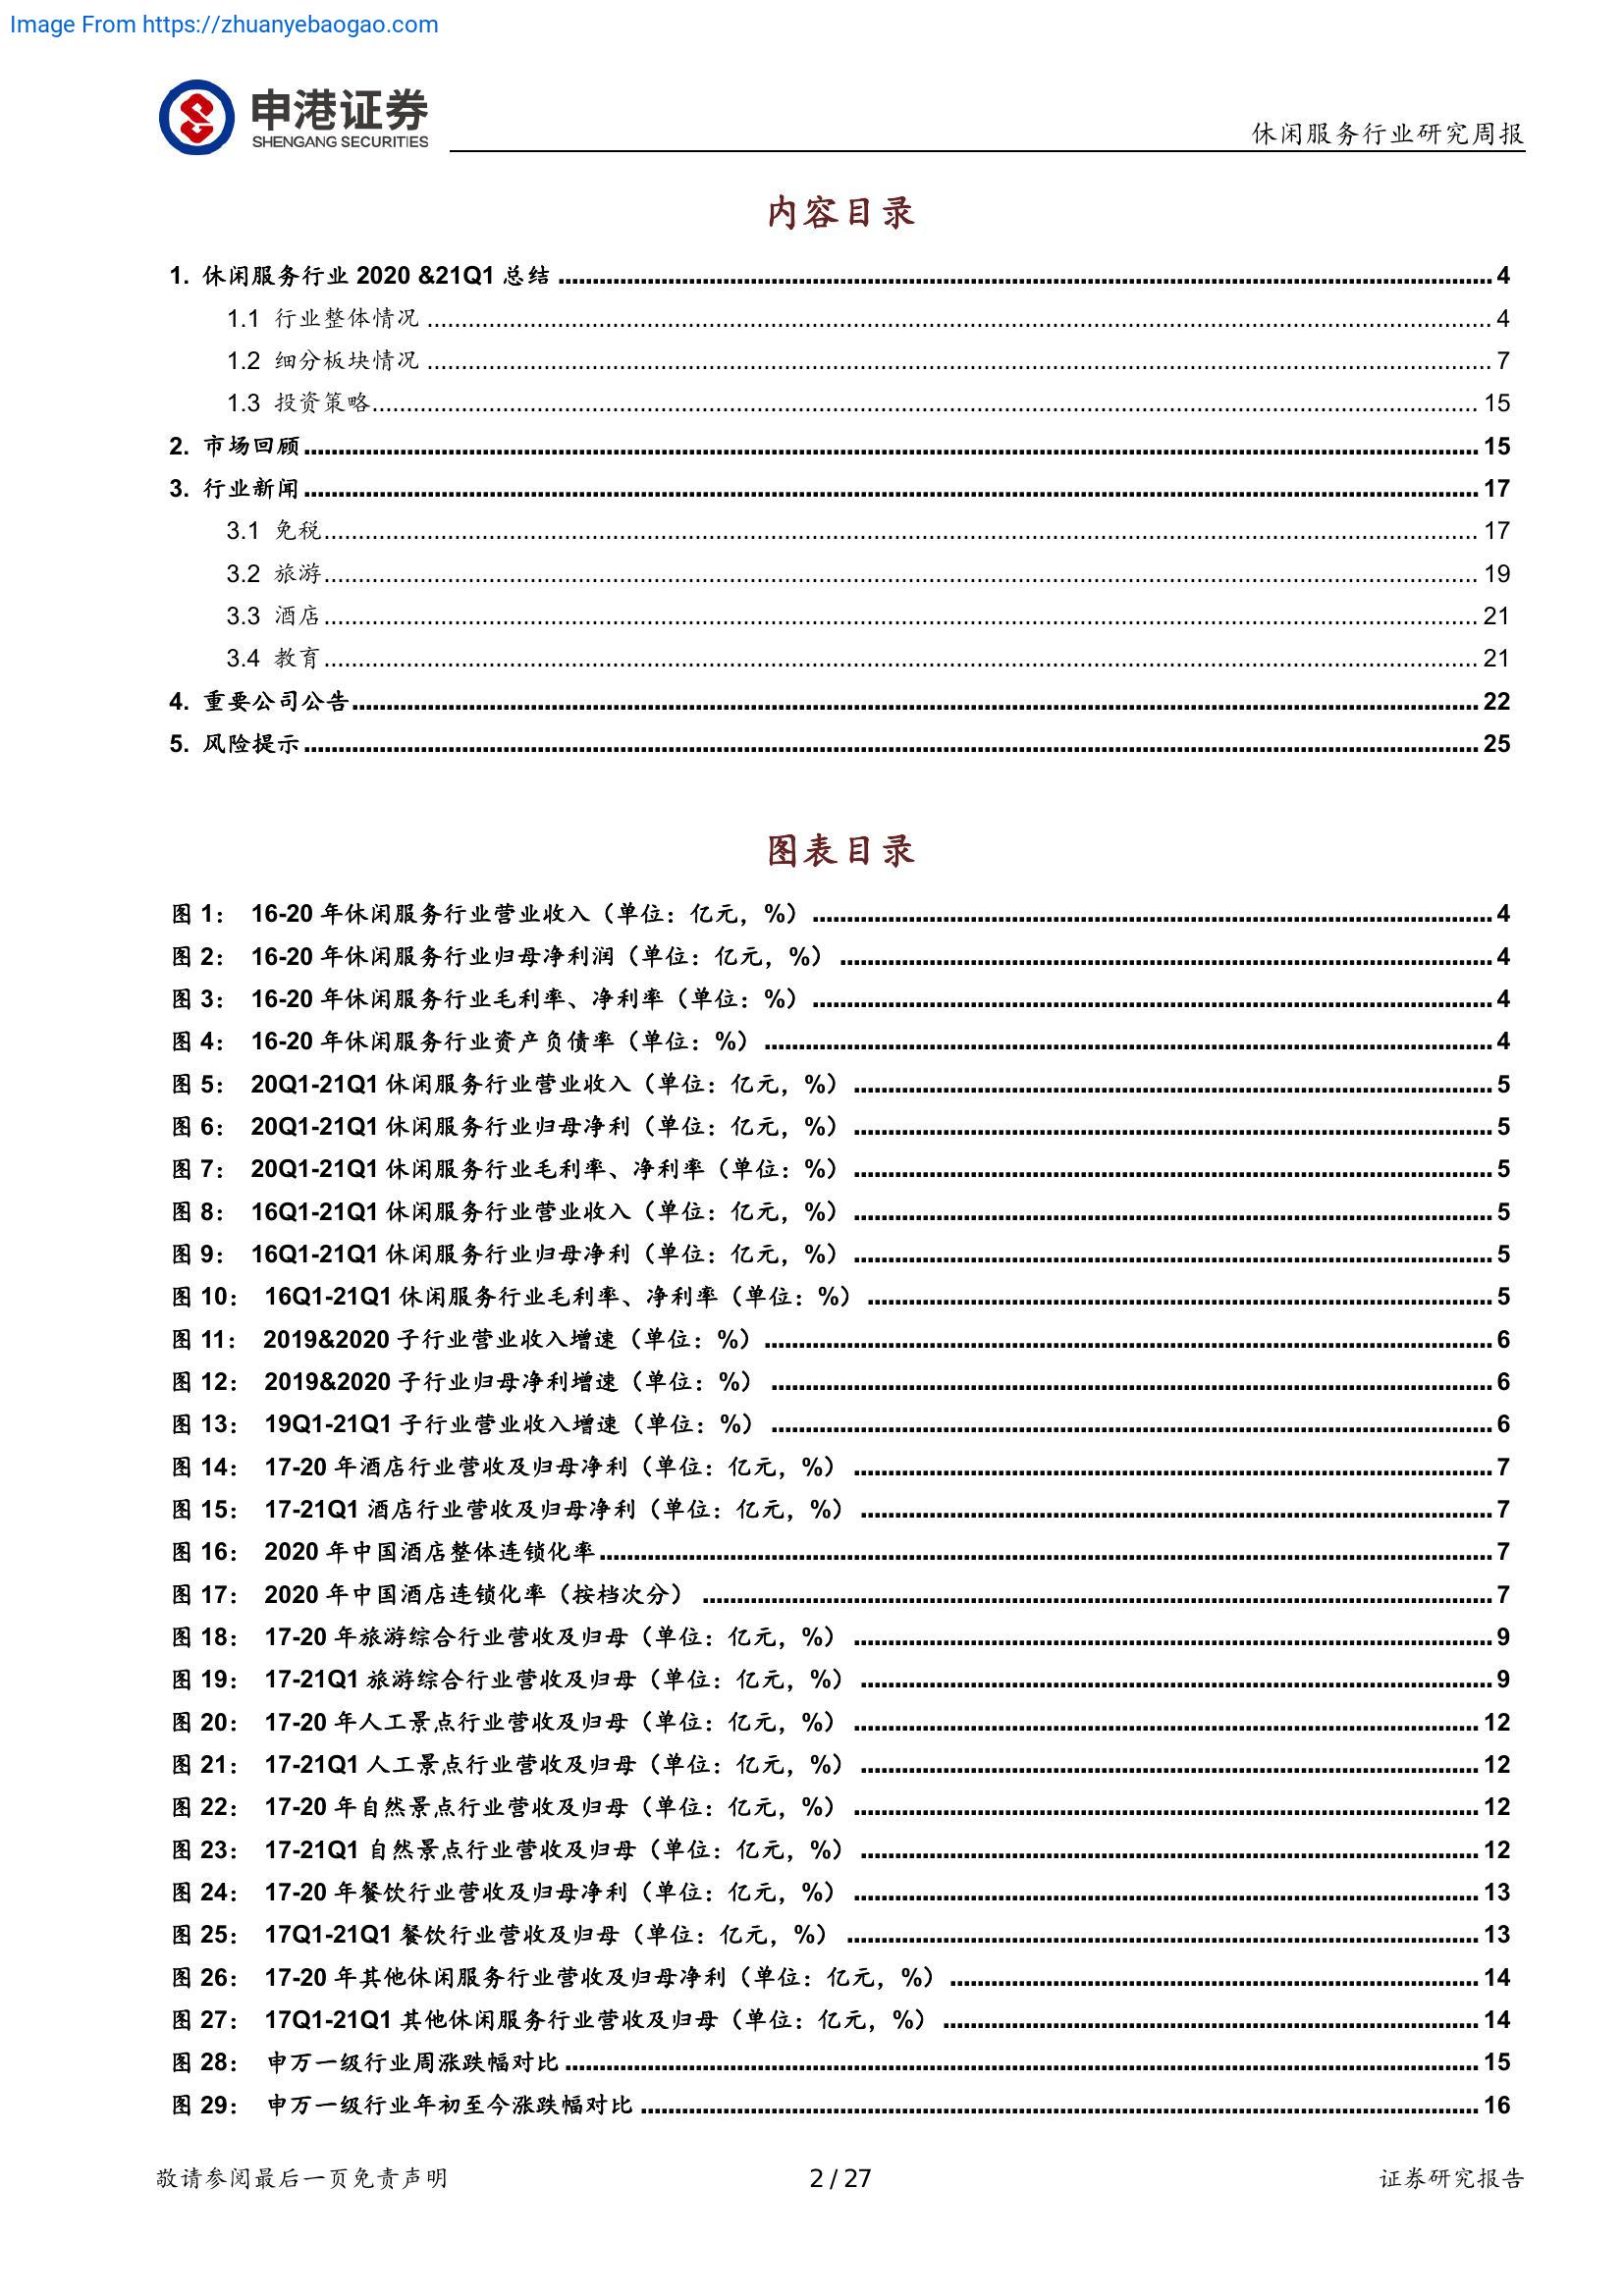 Image From https://zhuanyebaogao.com
申港证券
SHENGANG SECURITIES
休闲服务行业研究周报
内容目录
1. 休闲服务行业 2020 &21Q1 总结 ........ 4
1.1 行业整体情况 ........ 4
1.2 细分板块情况 ........ 7
1.3 投资策略 ........ 15
2. 市场回顾 ........ 15
3. 行业新闻 ........ 17
3.1 免税 ........ 17
3.2 旅游 ........ 19
3.3 酒店 ........ 21
3.4 教育 ........ 21
4. 重要公司公告 ........ 22
5. 风险提示 ........ 25
图表目录
图 1： 16-20 年休闲服务行业营业收入（单位：亿元，%） ........ 4
图 2： 16-20 年休闲服务行业归母净利润（单位：亿元，%） ........ 4
图 3： 16-20 年休闲服务行业毛利率、净利率（单位：%） ........ 4
图 4： 16-20 年休闲服务行业资产负债率（单位：%） ........ 4
图 5： 20Q1-21Q1 休闲服务行业营业收入（单位：亿元，%） ........ 5
图 6： 20Q1-21Q1 休闲服务行业归母净利（单位：亿元，%） ........ 5
图 7： 20Q1-21Q1 休闲服务行业毛利率、净利率（单位：%） ........ 5
图 8： 16Q1-21Q1 休闲服务行业营业收入（单位：亿元，%） ........ 5
图 9： 16Q1-21Q1 休闲服务行业归母净利（单位：亿元，%） ........ 5
图 10： 16Q1-21Q1 休闲服务行业毛利率、净利率（单位：%） ........ 5
图 11： 2019&2020 子行业营业收入增速（单位：%） ........ 6
图 12： 2019&2020 子行业归母净利增速（单位：%） ........ 6
图 13： 19Q1-21Q1 子行业营业收入增速（单位：%） ........ 6
图 14： 17-20 年酒店行业营收及归母净利（单位：亿元，%） ........ 7
图 15： 17-21Q1 酒店行业营收及归母净利（单位：亿元，%） ........ 7
图 16： 2020 年中国酒店整体连锁化率 ........ 7
图 17： 2020 年中国酒店连锁化率（按档次分） ........ 7
图 18： 17-20 年旅游综合行业营收及归母（单位：亿元，%） ........ 9
图 19： 17-21Q1 旅游综合行业营收及归母（单位：亿元，%） ........ 9
图 20： 17-20 年人工景点行业营收及归母（单位：亿元，%） ........ 12
图 21： 17-21Q1 人工景点行业营收及归母（单位：亿元，%） ........ 12
图 22： 17-20 年自然景点行业营收及归母（单位：亿元，%） ........ 12
图 23： 17-21Q1 自然景点行业营收及归母（单位：亿元，%） ........ 12
图 24： 17-20 年餐饮行业营收及归母净利（单位：亿元，%） ........ 13
图 25： 17Q1-21Q1 餐饮行业营收及归母（单位：亿元，%） ........ 13
图 26： 17-20 年其他休闲服务行业营收及归母净利（单位：亿元，%） ........ 14
图 27： 17Q1-21Q1 其他休闲服务行业营收及归母（单位：亿元，%） ........ 14
图 28： 申万一级行业周涨跌幅对比 ........ 15
图 29： 申万一级行业年初至今涨跌幅对比 ........ 16
敬请参阅最后一页免责声明
2 / 27
证券研究报告